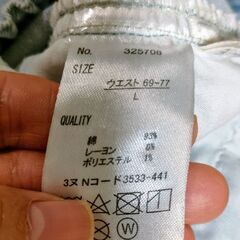 No. 325706
SIZE
ウエスト 69-77
L
QUALITY
綿 93%
レーヨン 6%
ポリエステル 1%
3ヌ Nコード3533-441
W